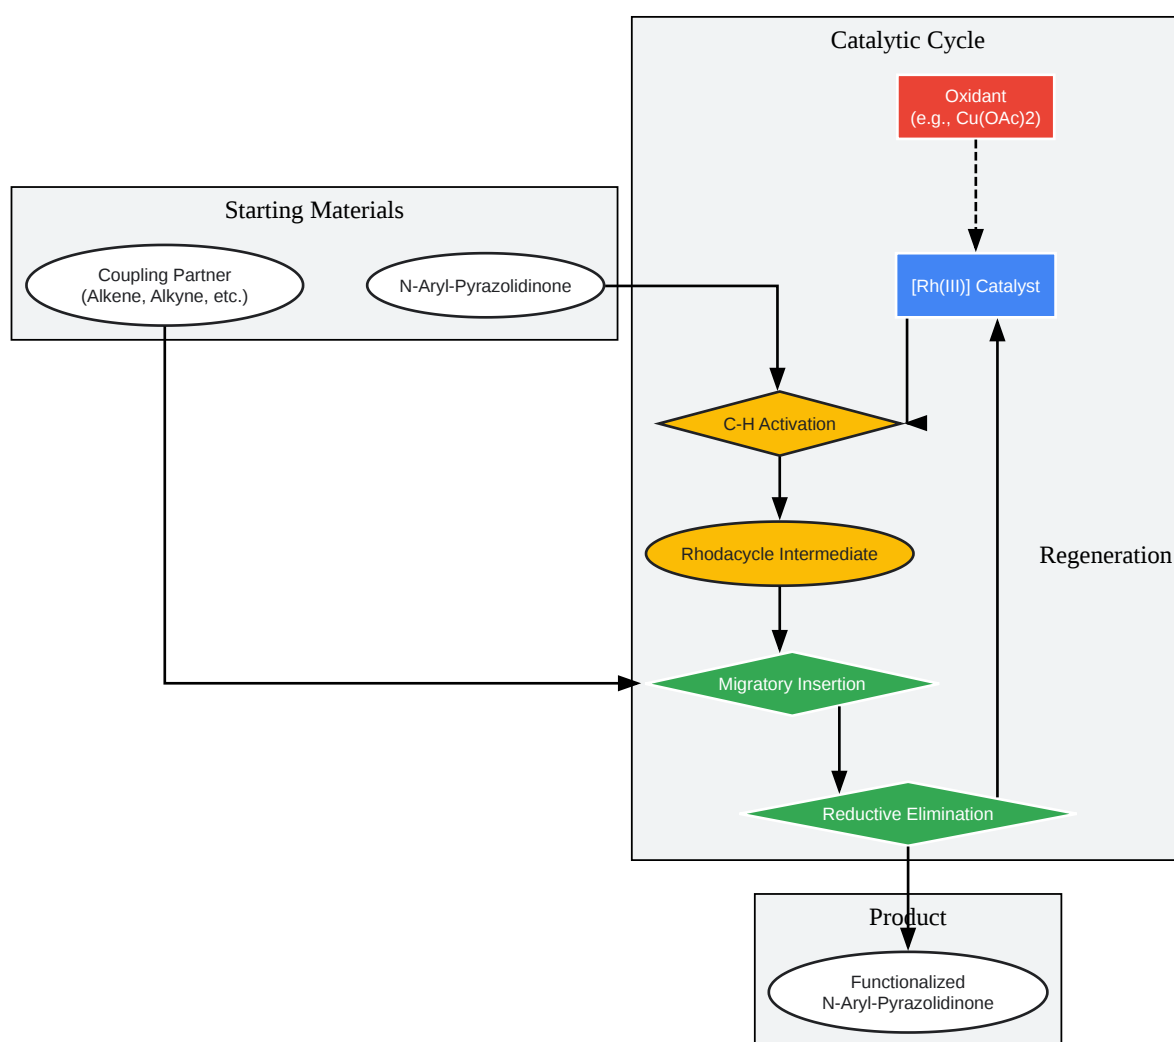 Catalytic Cycle
Oxidant
(e.g., Cu(OAc)2)
Starting Materials
Coupling Partner
(Alkene, Alkyne, etc.)
N-Aryl-Pyrazolidinone
[Rh(III)] Catalyst
C-H Activation
Rhodacycle Intermediate
Regeneration
Migratory Insertion
Reductive Elimination
Product
Functionalized
N-Aryl-Pyrazolidinone